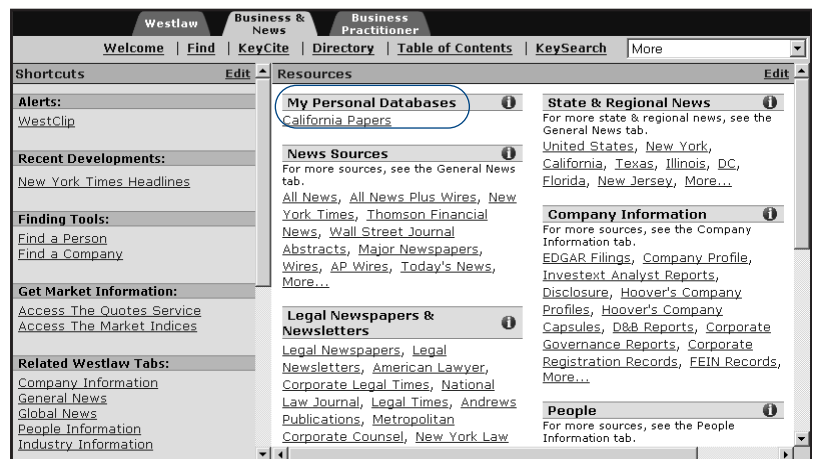 Westlaw
Business &
News
Business
Practitioner
Welcome | Find | KeyCite | Directory | Table of Contents | KeySearch More
Shortcuts Edit
Alerts:
WestClip
Recent Developments:
New York Times Headlines
Finding Tools:
Find a Person
Find a Company
Get Market Information:
Access The Quotes Service
Access The Market Indices
Related Westlaw Tabs:
Company Information
General News
Global News
People Information
Industry Information
Resources Edit
My Personal Databases
California Papers
News Sources
For more sources, see the General News
tab.
All News, All News Plus Wires, New
York Times, Thomson Financial
News, Wall Street Journal
Abstracts, Major Newspapers,
Wires, AP Wires, Today's News,
More...
Legal Newspapers &
Newsletters
Legal Newspapers, Legal
Newsletters, American Lawyer,
Corporate Legal Times, National
Law Journal, Legal Times, Andrews
Publications, Metropolitan
Corporate Counsel, New York Law
State & Regional News
For more state & regional news, see the
General News tab.
United States, New York,
California, Texas, Illinois, DC,
Florida, New Jersey, More...
Company Information
For more sources, see the Company
Information tab.
EDGAR Filings, Company Profile,
Investext Analyst Reports,
Disclosure, Hoover's Company
Profiles, Hoover's Company
Capsules, D&B Reports, Corporate
Governance Reports, Corporate
Registration Records, FEIN Records,
More...
People
For more sources, see the People
Information tab.